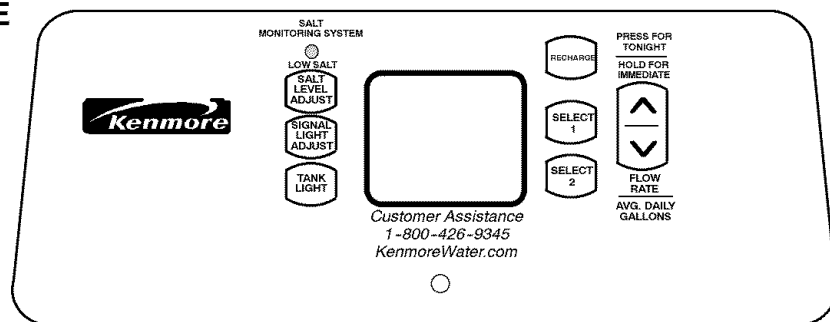 E
SALT
MONITORING SYSTEM
LOW SALT
SALT
LEVEL
ADJUST
SIGNAL
LIGHT
ADJUST
TANK
LIGHT
Kenmore
Customer Assistance
1-800-426-9345
KenmoreWater.com
RECHARGE
SELECT
1
SELECT
2
PRESS FOR
TONIGHT
HOLD FOR
IMMEDIATE
FLOW
RATE
AVG. DAILY
GALLONS